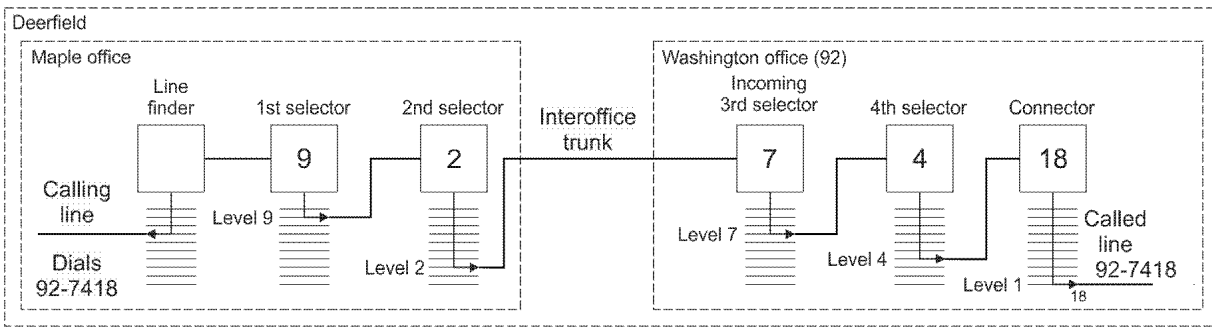 Deerfield
Maple office
Line
finder
1st selector
2nd selector
9
2
Calling
line
Dials
92-7418
Level 9
Level 2
Interoffice
trunk
Washington office (92)
Incoming
3rd selector
4th selector
Connector
7
4
18
Level 7
Level 4
Level 1
18
Called
line
92-7418